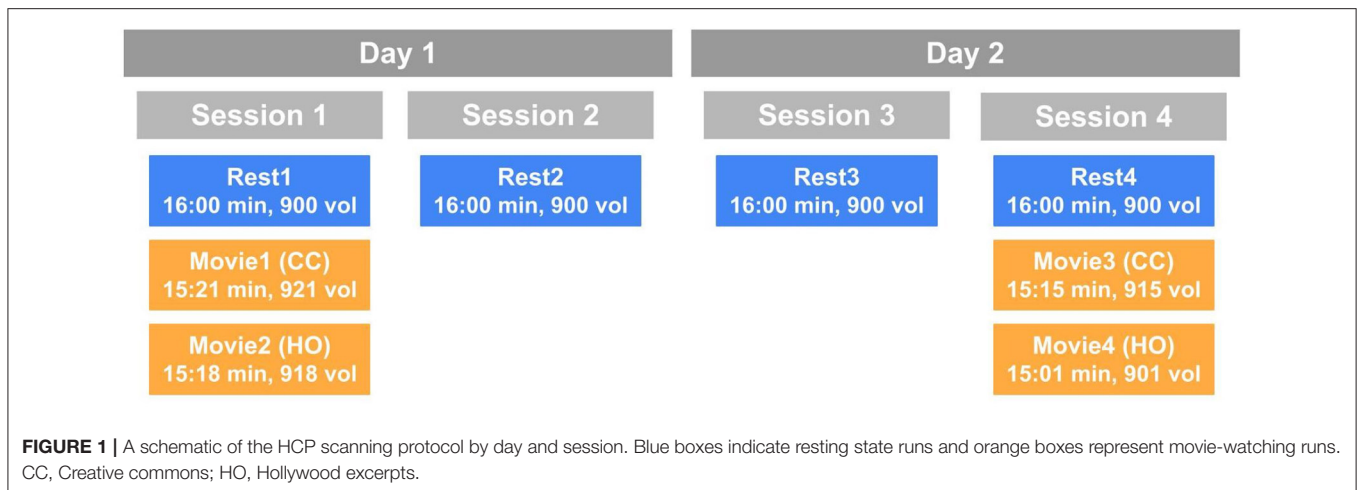 Day 1
Day 2
Session 1
Session 2
Session 3
Session 4
Rest1
16:00 min, 900 vol
Rest2
16:00 min, 900 vol
Rest3
16:00 min, 900 vol
Rest4
16:00 min, 900 vol
Movie1 (CC)
15:21 min, 921 vol
Movie3 (CC)
15:15 min, 915 vol
Movie2 (HO)
15:18 min, 918 vol
Movie4 (HO)
15:01 min, 901 vol
FIGURE 1 | A schematic of the HCP scanning protocol by day and session. Blue boxes indicate resting state runs and orange boxes represent movie-watching runs.
CC, Creative commons; HO, Hollywood excerpts.